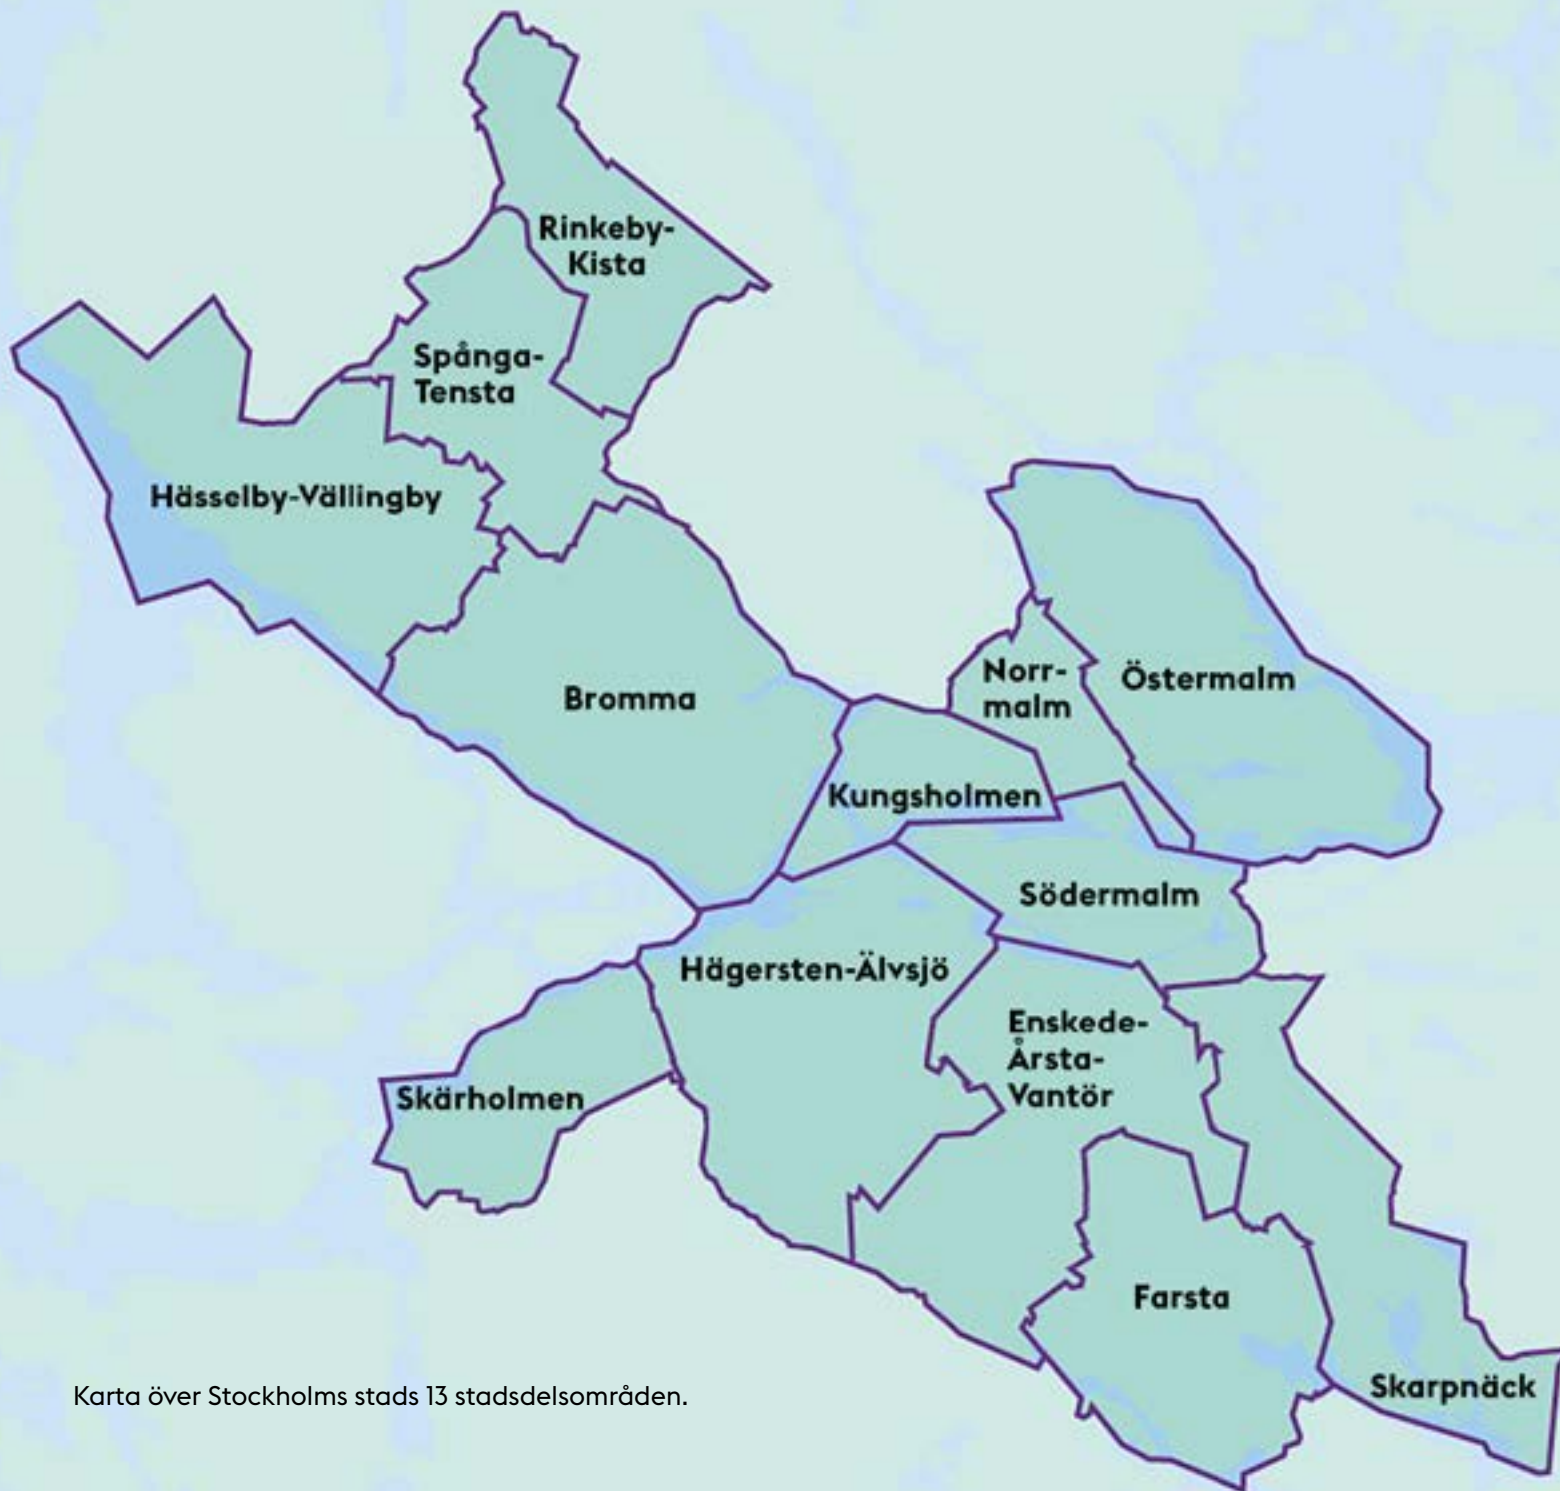 Rinkeby-
Kista
Spånga-
Tensta
Hässelby-Vällingby
Bromma
Norr-
malm
Östermalm
Kungsholmen
Södermalm
Hägersten-Älvsjö
Enskede-
Årsta-
Vantör
Skärholmen
Farsta
Skarpnäck
Karta över Stockholms stads 13 stadsdelsområden.